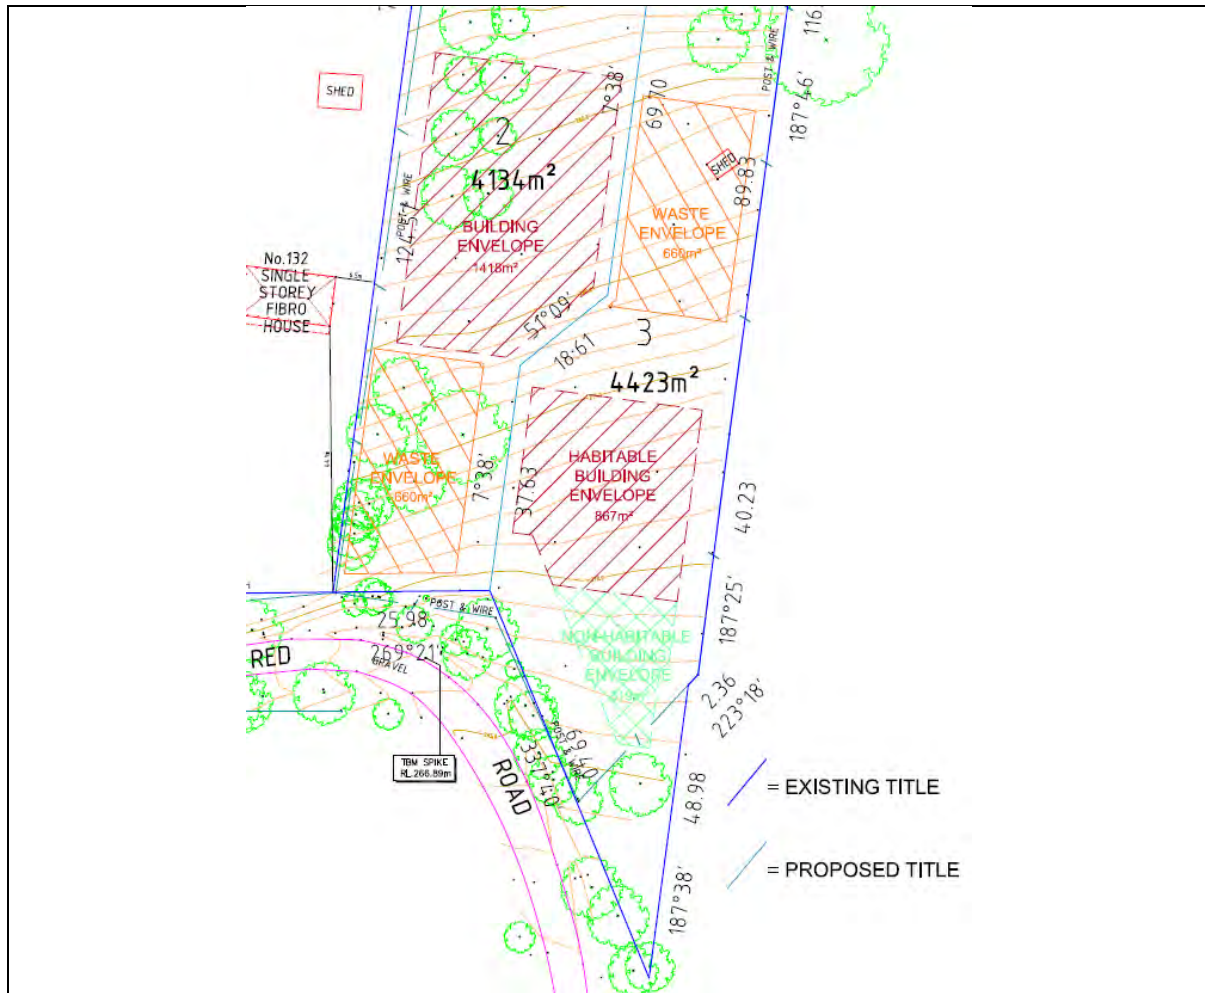 116.
POST & WIRE
187°46'
SHED
7°38'
69.70
2
4134m²
SHED
89.83
POST & WIRE
124.57
BUILDING
ENVELOPE
1418m²
WASTE
ENVELOPE
660m²
No.132
SINGLE
STOREY
FIBRO
HOUSE
51°09'
18.61
3
4423m²
WASTE
ENVELOPE
660m²
7°38'
37.63
HABITABLE
BUILDING
ENVELOPE
867m²
40.23
187°25'
POST & WIRE
25.98
269°21'
GRAVEL
RED
NON-HABITABLE
BUILDING
ENVELOPE
2.36
223°18'
TBM SPIKE
RL.266.89m
ROAD
POST & WIRE
69.40
337°40'
48.98
187°38'
= EXISTING TITLE
= PROPOSED TITLE